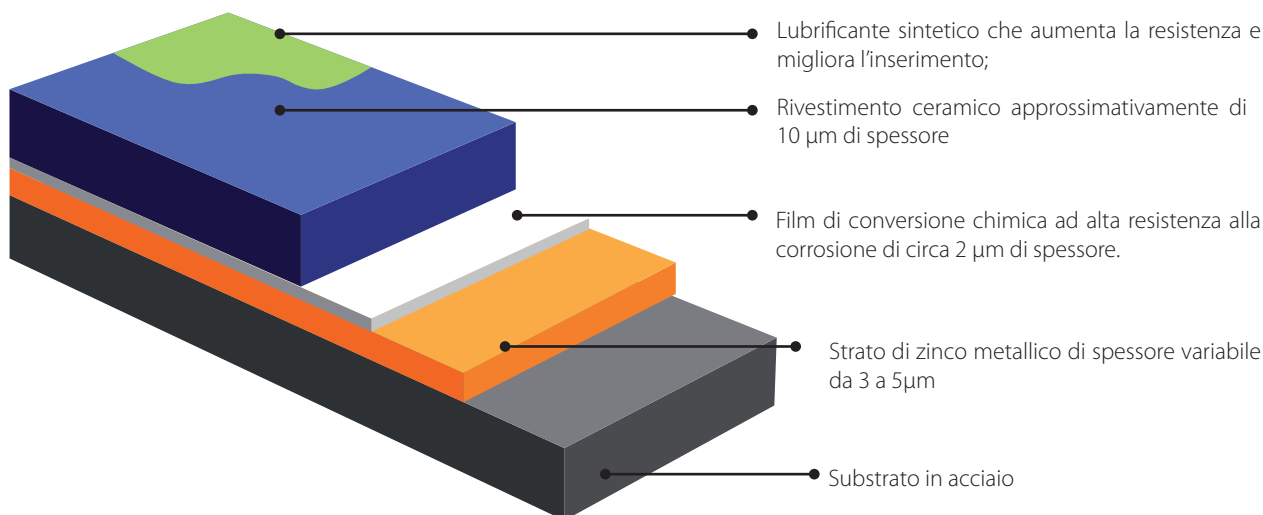 Lubrificante sintetico che aumenta la resistenza e
migliora l'inserimento;
Rivestimento ceramico approssimativamente di
10 µm di spessore
Film di conversione chimica ad alta resistenza alla
corrosione di circa 2 µm di spessore.
Strato di zinco metallico di spessore variabile
da 3 a 5µm
Substrato in acciaio